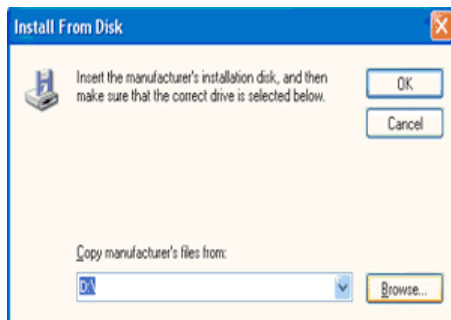 Install From Disk
Insert the manufacturer's installation disk, and then
make sure that the correct drive is selected below.
OK
Cancel
Copy manufacturer's files from:
D:\
Browse...